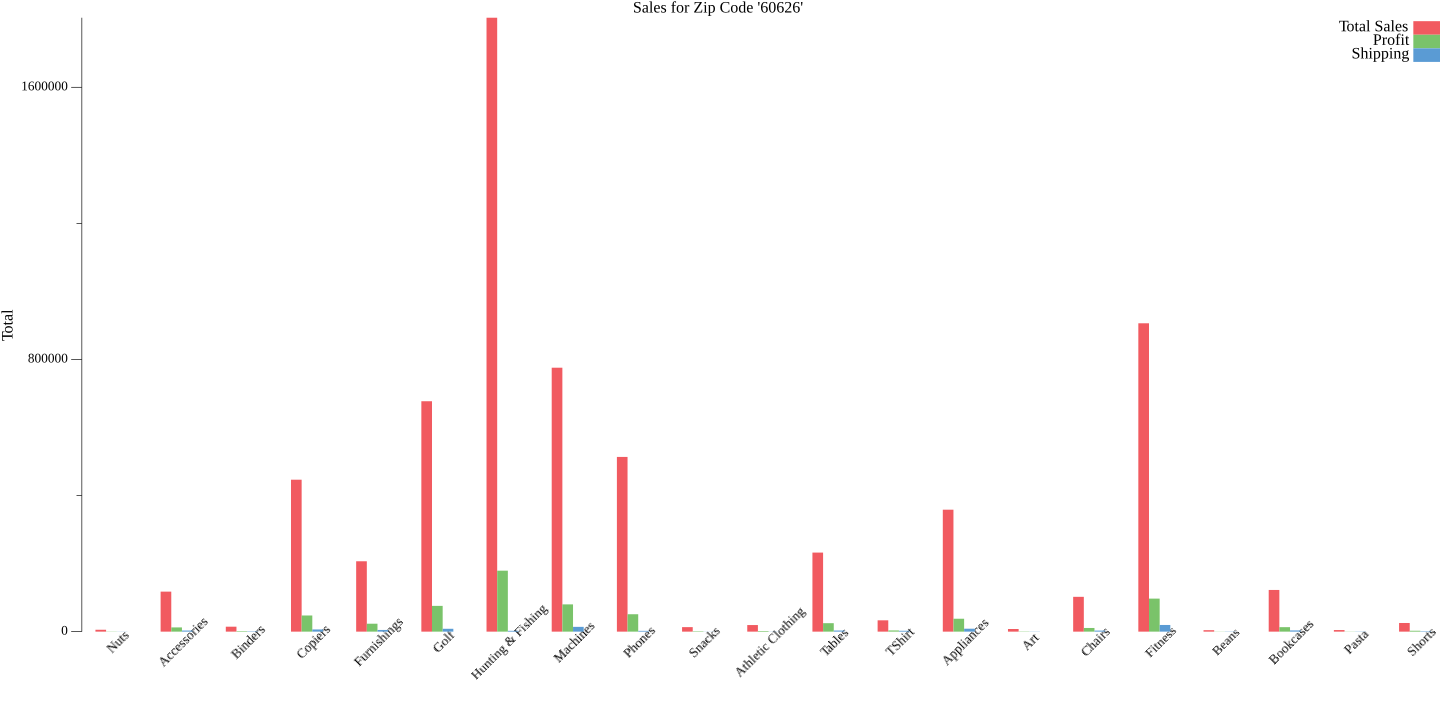 Sales for Zip Code '60626'
Total Sales
Profit
Shipping
1600000
800000
0
Total
Nuts
Accessories
Binders
Copiers
Furnishings
Golf
Hunting & Fishing
Machines
Phones
Snacks
Athletic Clothing
Tables
TShirt
Appliances
Art
Chairs
Fitness
Beans
Bookcases
Pasta
Shorts